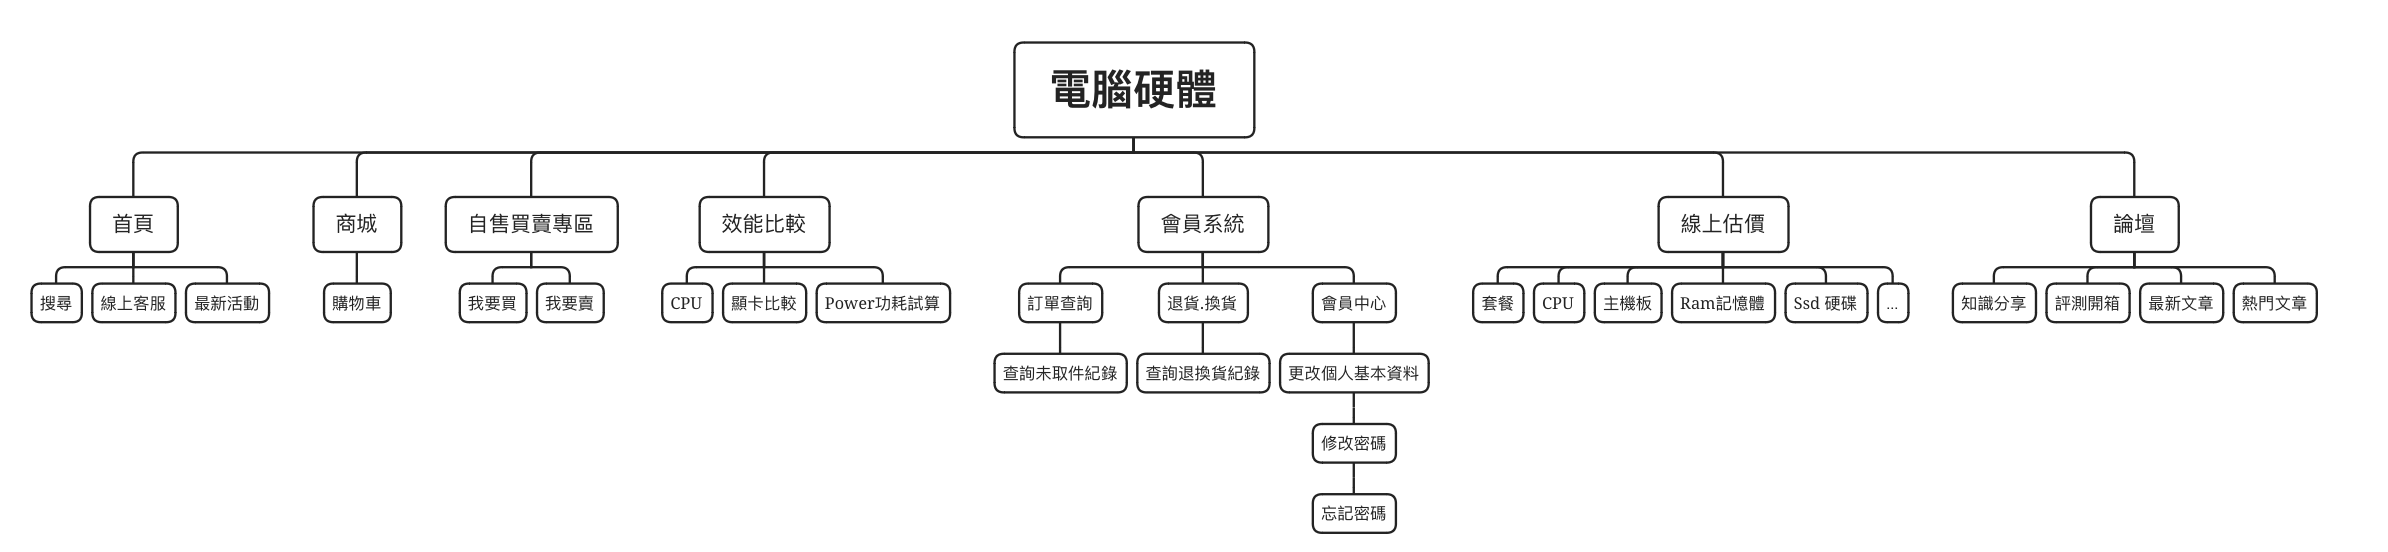 電腦硬體
首頁
商城
自售買賣專區
效能比較
會員系統
線上估價
論壇
搜尋
線上客服
最新活動
購物車
我要買
我要賣
CPU
顯卡比較
Power功耗試算
訂單查詢
退貨.換貨
會員中心
套餐
CPU
主機板
Ram記憶體
Ssd 硬碟
...
知識分享
評測開箱
最新文章
熱門文章
查詢未取件紀錄
查詢退換貨紀錄
更改個人基本資料
修改密碼
忘記密碼